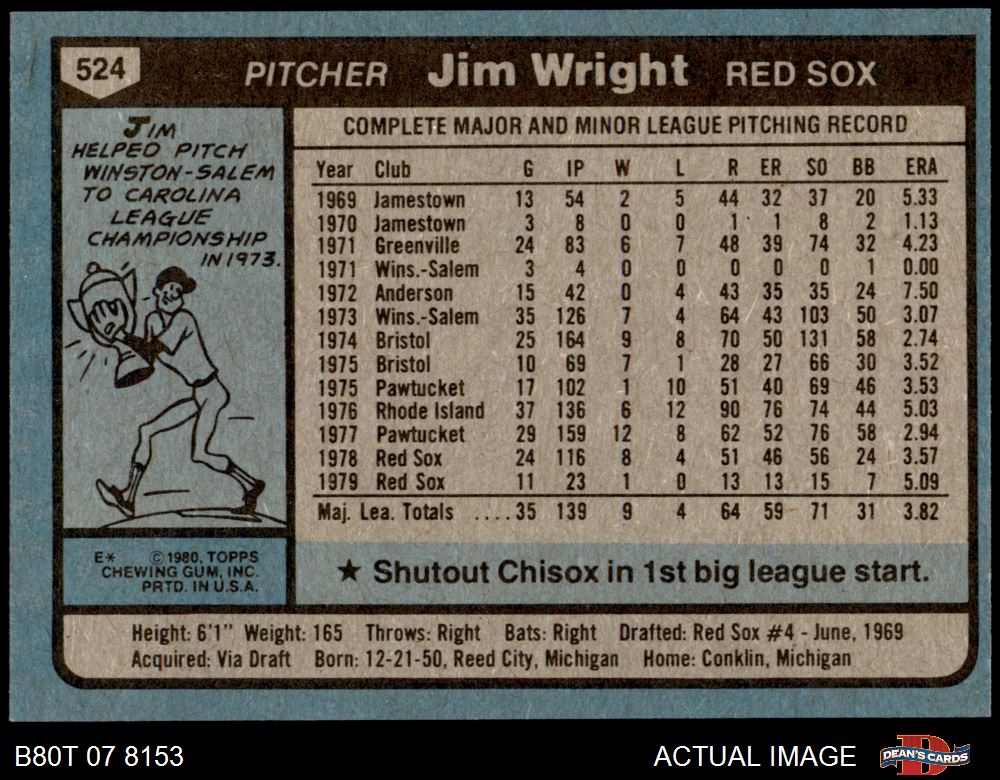 524 PITCHER Jim Wright RED SOX
JIM
HELPED PITCH
WINSTON-SALEM
TO CAROLINA
LEAGUE
CHAMPIONSHIP
IN 1973.
E* © 1980, TOPPS
CHEWING GUM, INC.
PRTD. IN U.S.A.
COMPLETE MAJOR AND MINOR LEAGUE PITCHING RECORD
Year Club G IP W L R ER SO BB ERA
1969 Jamestown 13 54 2 5 44 32 37 20 5.33
1970 Jamestown 3 8 0 0 1 1 8 2 1.13
1971 Greenville 24 83 6 7 48 39 74 32 4.23
1971 Wins.-Salem 3 4 0 0 0 0 0 1 0.00
1972 Anderson 15 42 0 4 43 35 35 24 7.50
1973 Wins.-Salem 35 126 7 4 64 43 103 50 3.07
1974 Bristol 25 164 9 8 70 50 131 58 2.74
1975 Bristol 10 69 7 1 28 27 66 30 3.52
1975 Pawtucket 17 102 1 10 51 40 69 46 3.53
1976 Rhode Island 37 136 6 12 90 76 74 44 5.03
1977 Pawtucket 29 159 12 8 62 52 76 58 2.94
1978 Red Sox 24 116 8 4 51 46 56 24 3.57
1979 Red Sox 11 23 1 0 13 13 15 7 5.09
Maj. Lea. Totals ....35 139 9 4 64 59 71 31 3.82
★ Shutout Chisox in 1st big league start.
Height: 6'1" Weight: 165 Throws: Right Bats: Right Drafted: Red Sox #4 - June, 1969
Acquired: Via Draft Born: 12-21-50, Reed City, Michigan Home: Conklin, Michigan
B80T 07 8153 ACTUAL IMAGE D DEAN'S CARDS